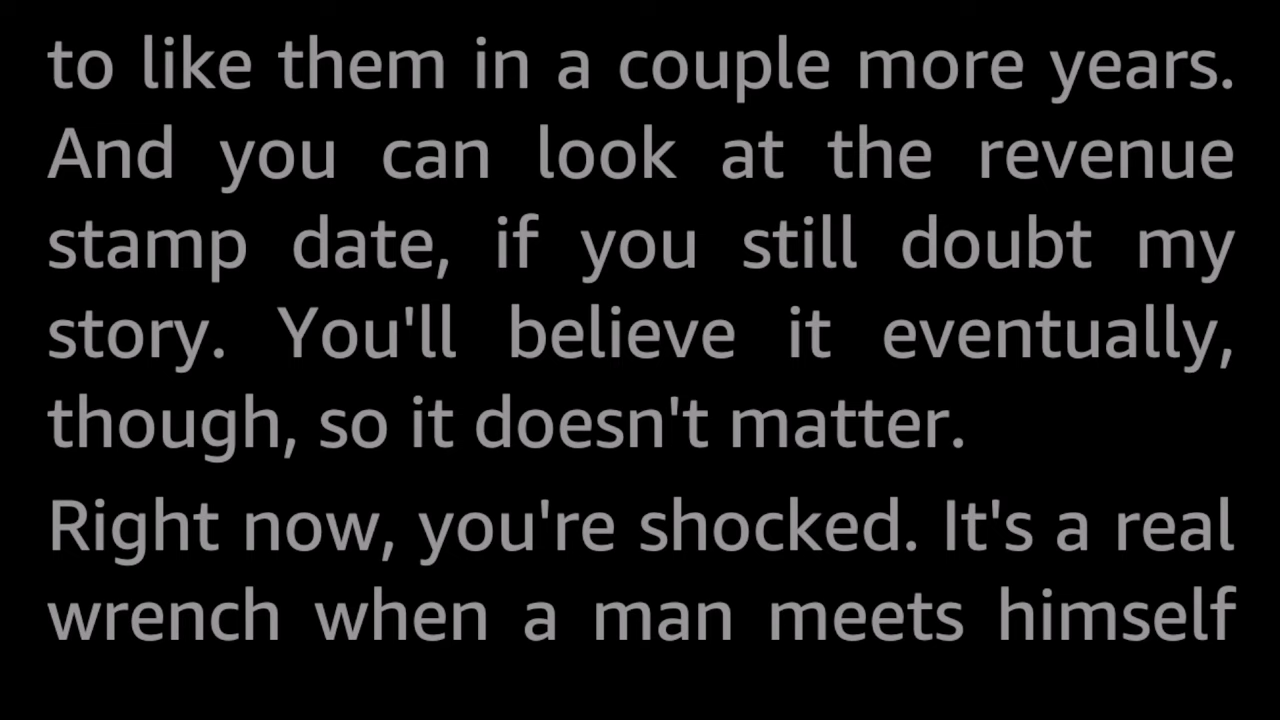 to like them in a couple more years.
And you can look at the revenue
stamp date, if you still doubt my
story. You'll believe it eventually,
though, so it doesn't matter.
Right now, you're shocked. It's a real
wrench when a man meets himself